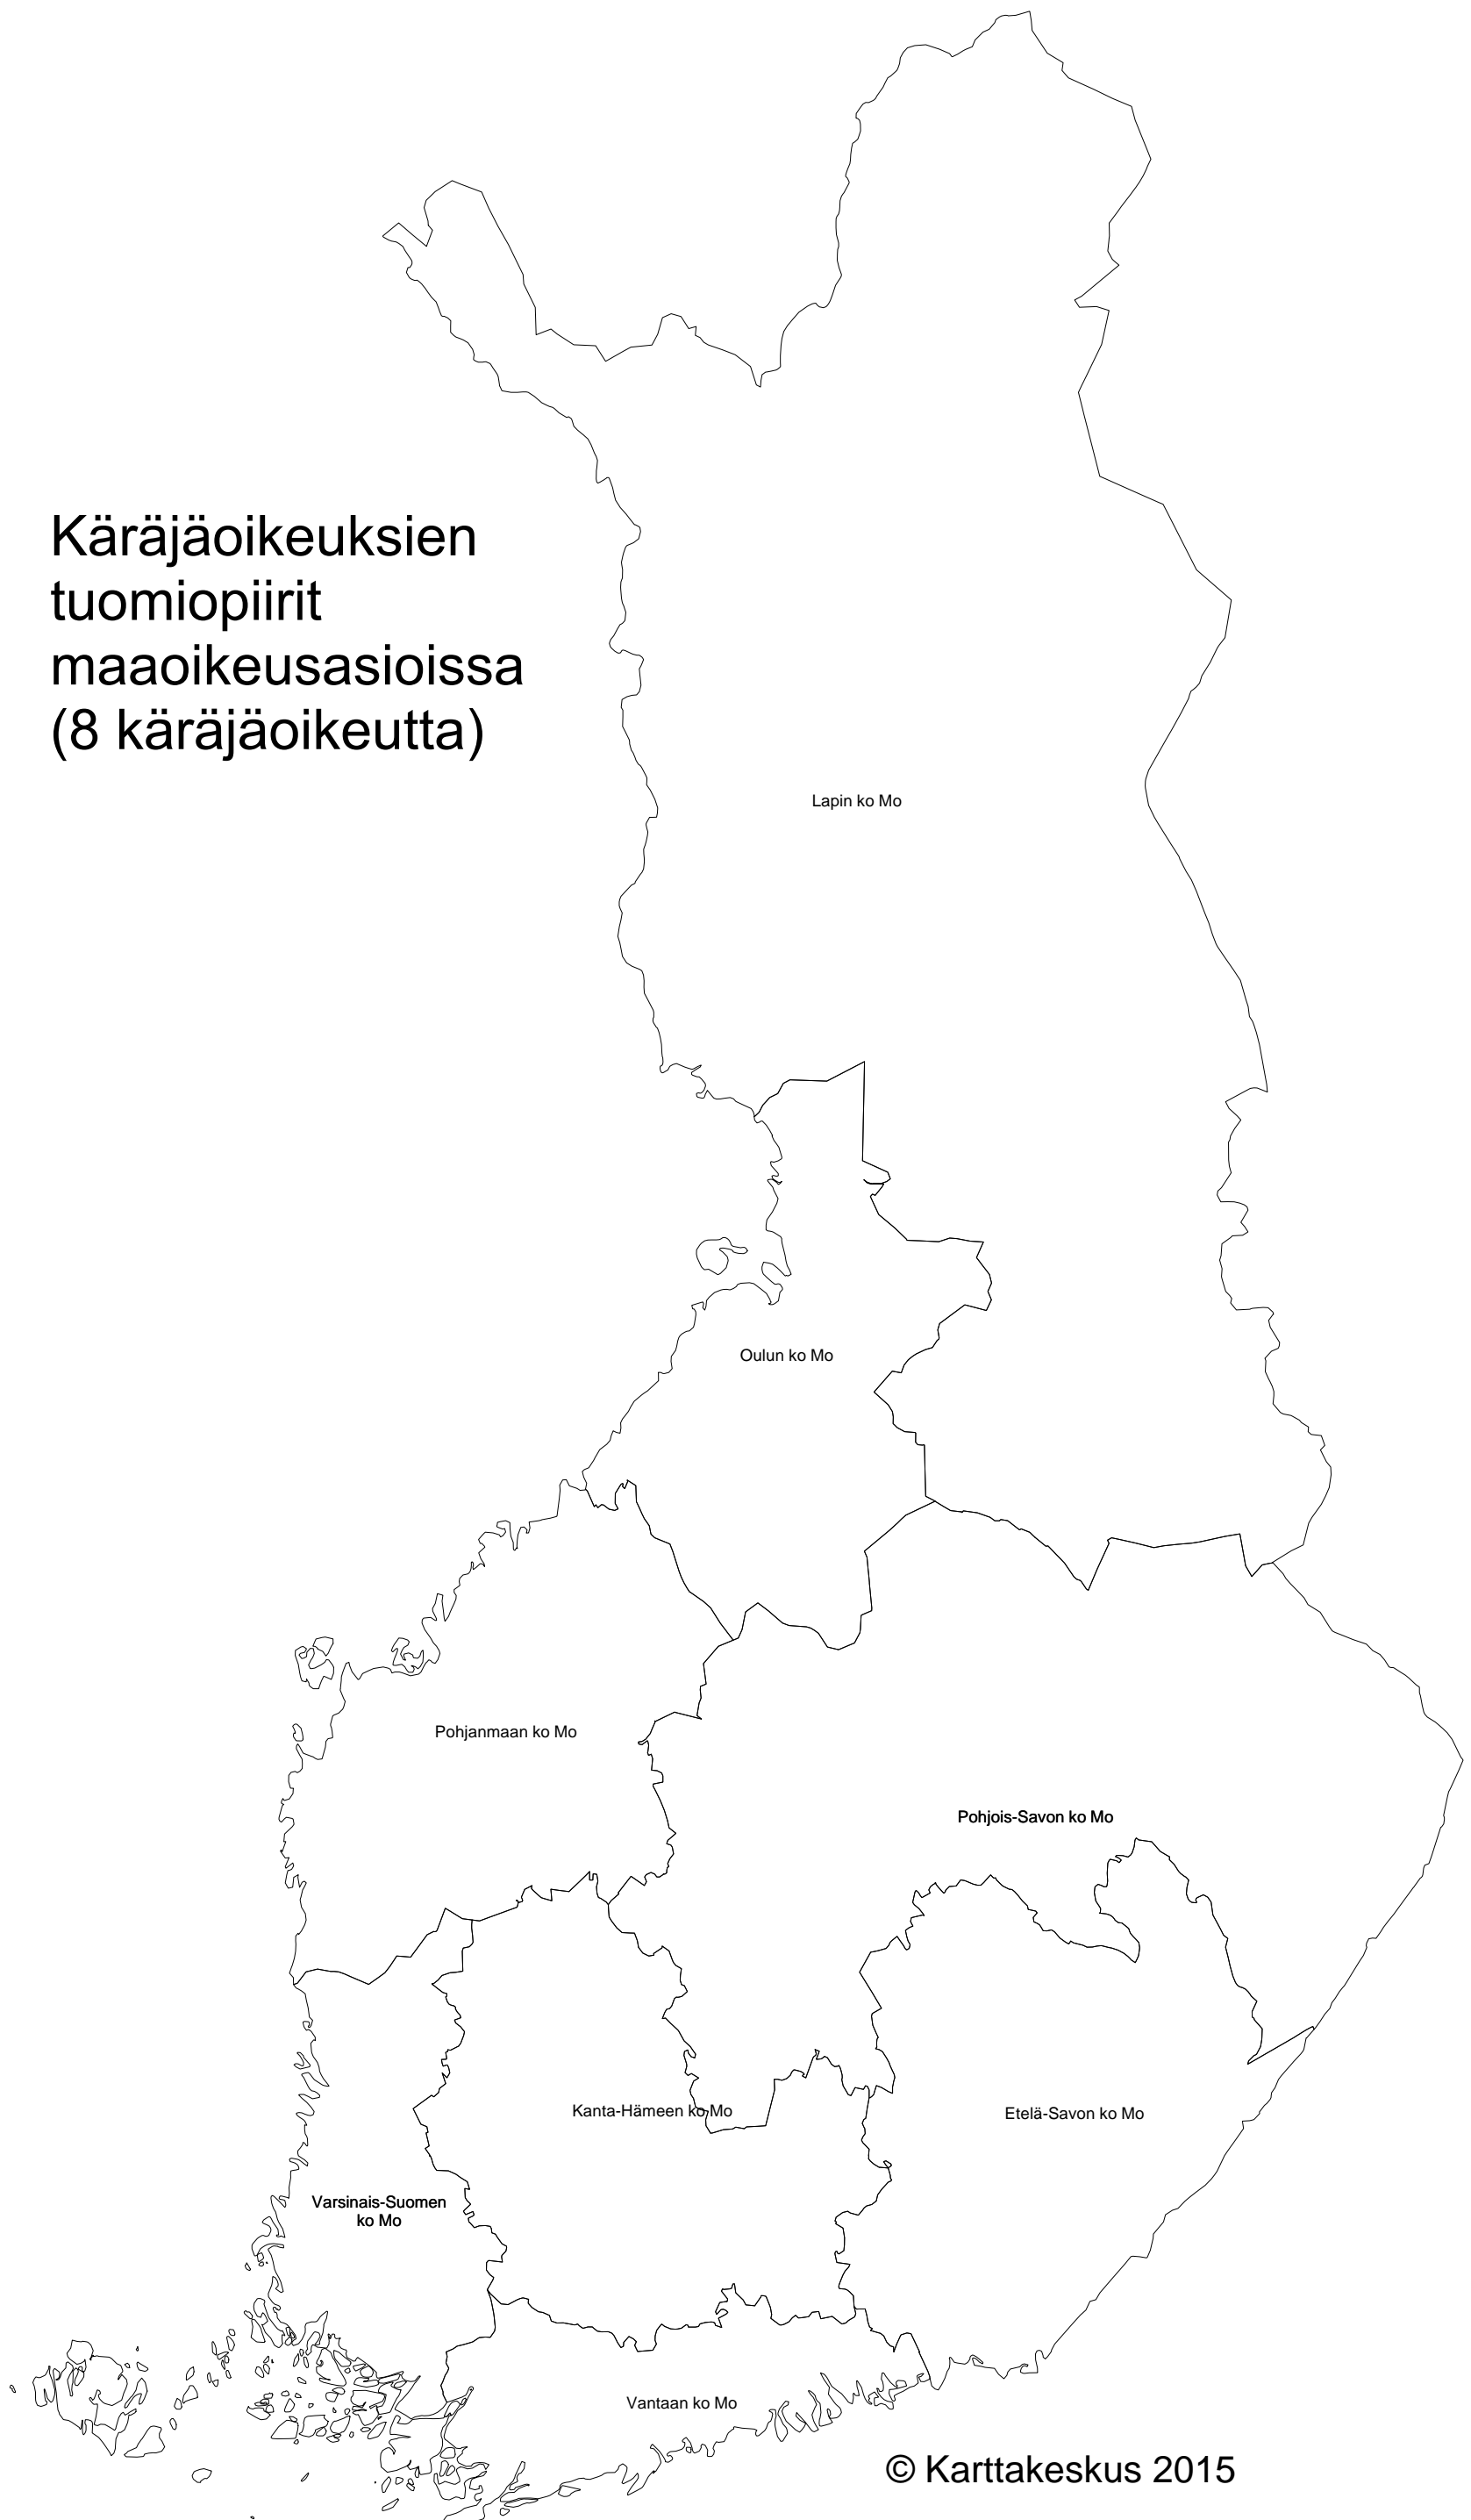 Käräjäoikeuksien
tuomiopiirit
maaoikeusasioissa
(8 käräjäoikeutta)
Lapin ko Mo
Oulun ko Mo
Pohjanmaan ko Mo
Pohjois-Savon ko Mo
Kanta-Hämeen ko Mo
Etelä-Savon ko Mo
Varsinais-Suomen
ko Mo
Vantaan ko Mo
© Karttakeskus 2015